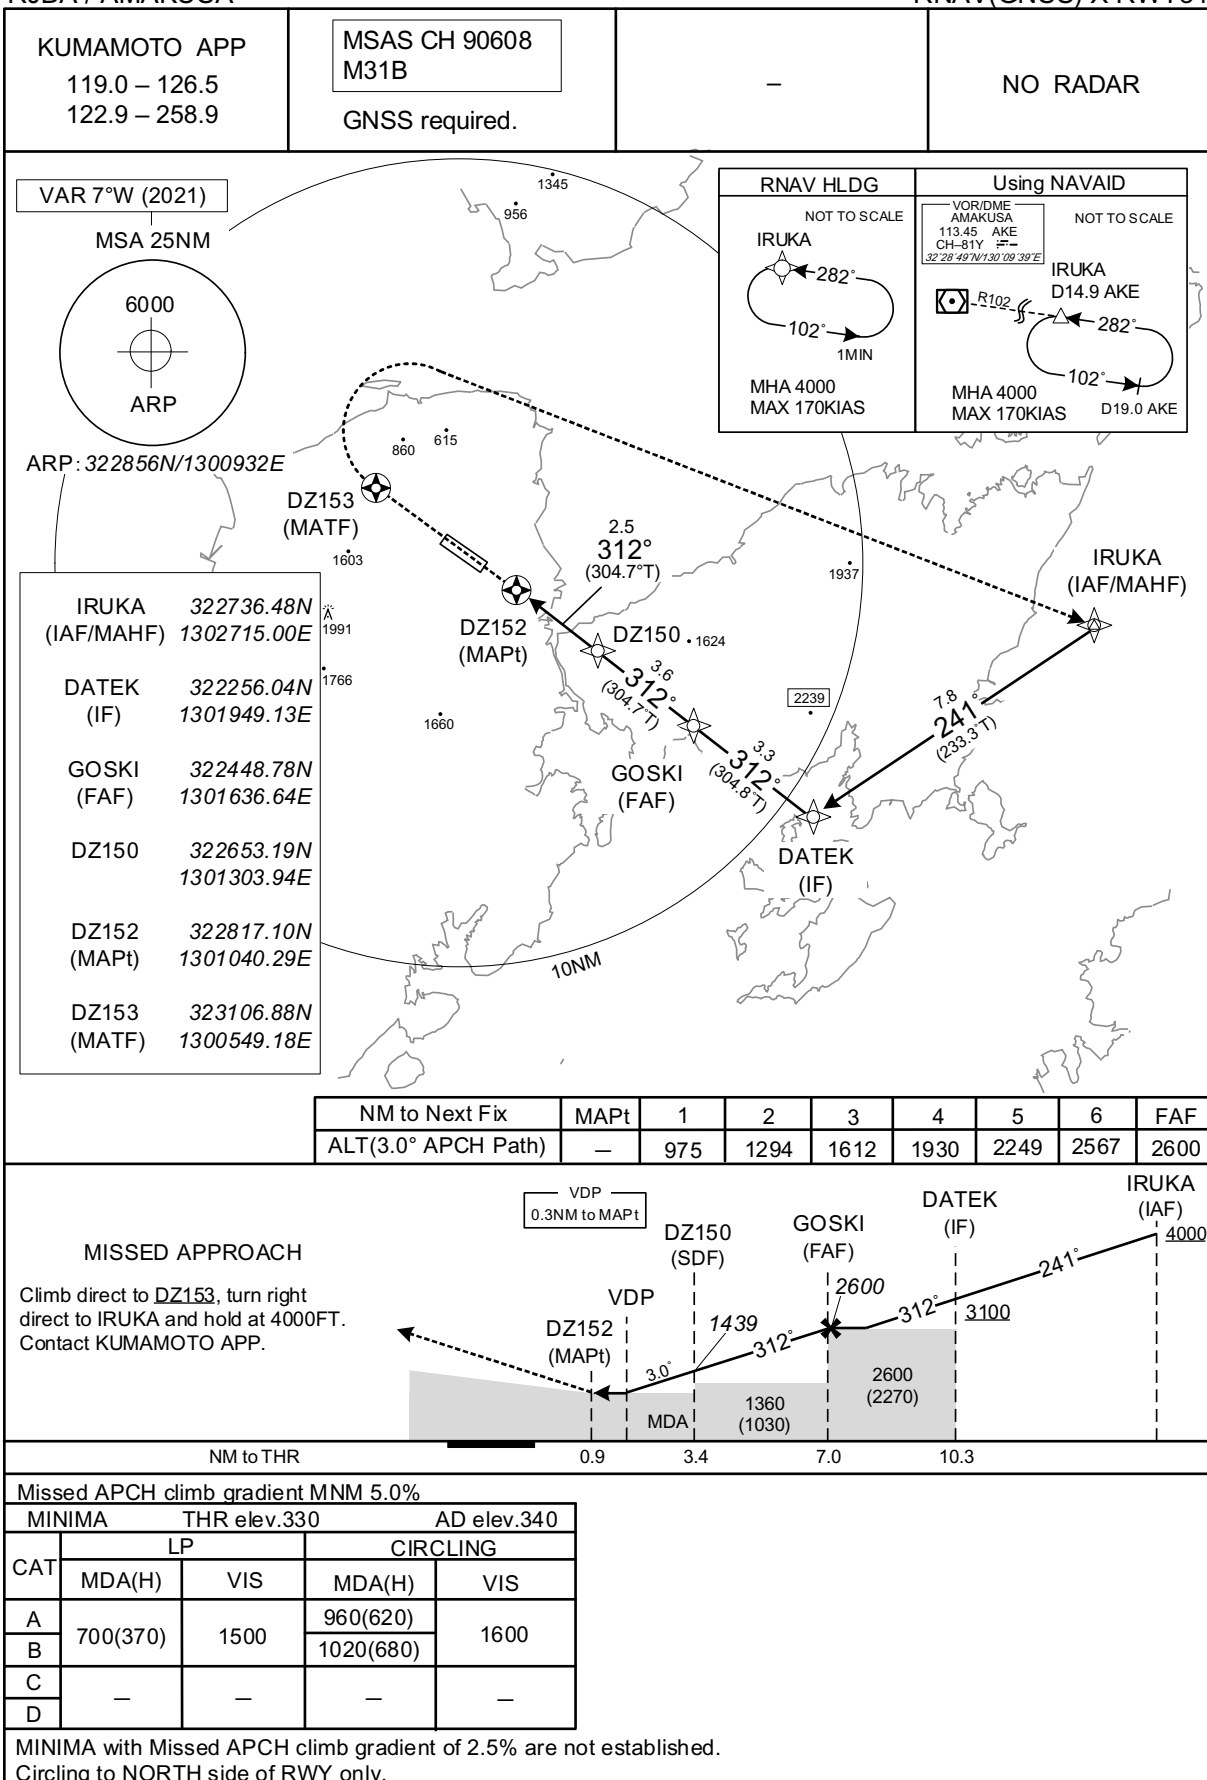 KUMAMOTO APP
119.0 – 126.5
122.9 – 258.9
MSAS CH 90608
M31B
GNSS required.
–
NO RADAR
VAR 7°W (2021)
MSA 25NM
6000
ARP
ARP: 322856N/1300932E
1345
956
RNAV HLDG
NOT TO SCALE
IRUKA
282°
102°
1MIN
MHA 4000
MAX 170KIAS
Using NAVAID
VOR/DME
AMAKUSA
113.45 AKE
CH–81Y
32°28'49"N/130°09'39"E
NOT TO SCALE
IRUKA
D14.9 AKE
R102
282°
102°
D19.0 AKE
MHA 4000
MAX 170KIAS
860
615
DZ153
(MATF)
1603
2.5
312°
(304.7°T)
1937
IRUKA
(IAF/MAHF)
DZ152
(MAPt)
DZ150
1624
1991
1766
1660
3.6
312°
(304.7°T)
2239
7.8
241°
(233.3°T)
GOSKI
(FAF)
3.3
312°
(304.8°T)
DATEK
(IF)
10NM
IRUKA 322736.48N
(IAF/MAHF) 1302715.00E
DATEK 322256.04N
(IF) 1301949.13E
GOSKI 322448.78N
(FAF) 1301636.64E
DZ150 322653.19N
1301303.94E
DZ152 322817.10N
(MAPt) 1301040.29E
DZ153 323106.88N
(MATF) 1300549.18E
NM to Next Fix MAPt 1 2 3 4 5 6 FAF
ALT(3.0° APCH Path) – 975 1294 1612 1930 2249 2567 2600
MISSED APPROACH
Climb direct to DZ153, turn right
direct to IRUKA and hold at 4000FT.
Contact KUMAMOTO APP.
VDP
0.3NM to MAPt
DZ150
(SDF)
GOSKI
(FAF)
DATEK
(IF)
IRUKA
(IAF)
4000
241°
2600
312°
3100
VDP
DZ152
(MAPt)
1439
312°
3.0°
MDA
1360
(1030)
2600
(2270)
NM to THR 0.9 3.4 7.0 10.3
Missed APCH climb gradient MNM 5.0%
MINIMA THR elev.330 AD elev.340
CAT LP CIRCLING
MDA(H) VIS MDA(H) VIS
A 700(370) 1500 960(620) 1600
B 1020(680)
C – – – –
D
MINIMA with Missed APCH climb gradient of 2.5% are not established.
Circling to NORTH side of RWY only.